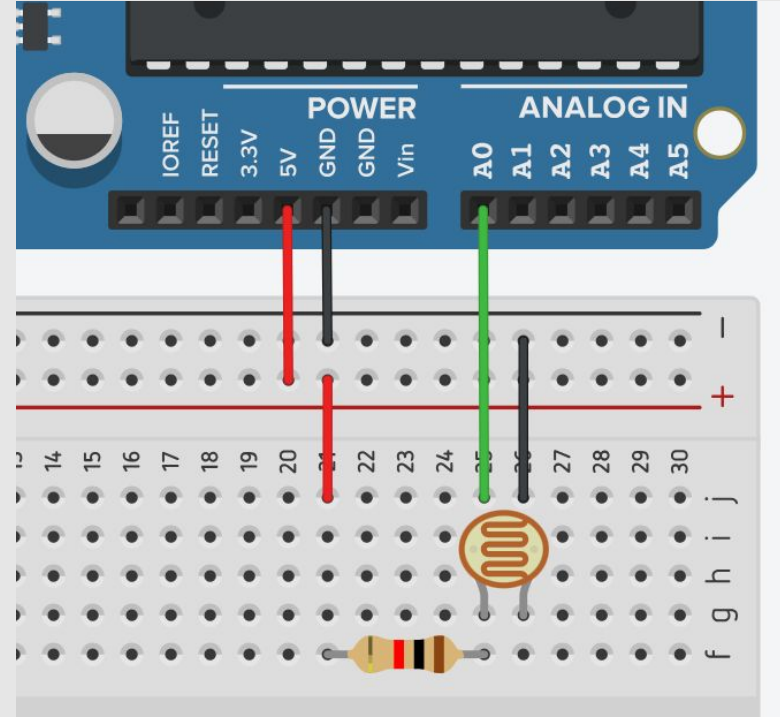 POWER ANALOG IN
IOREF RESET 3.3V 5V GND GND Vin A0 A1 A2 A3 A4 A5
−
+
14 15 16 17 18 19 20 21 22 23 24 25 26 27 28 29 30
j
i
h
g
f